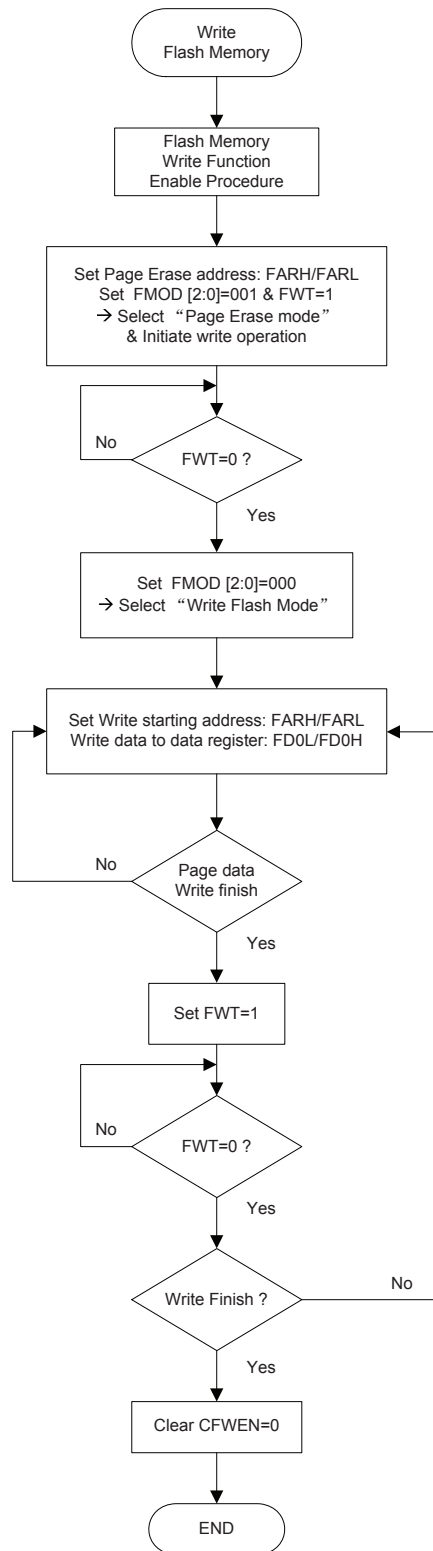 Write
Flash Memory
Flash Memory
Write Function
Enable Procedure
Set Page Erase address: FARH/FARL
Set FMOD [2:0]=001 & FWT=1
→ Select “Page Erase mode”
& Initiate write operation
No
FWT=0 ?
Yes
Set FMOD [2:0]=000
→ Select “Write Flash Mode”
Set Write starting address: FARH/FARL
Write data to data register: FD0L/FD0H
No
Page data
Write finish
Yes
Set FWT=1
No
FWT=0 ?
Yes
Write Finish ?
No
Yes
Clear CFWEN=0
END